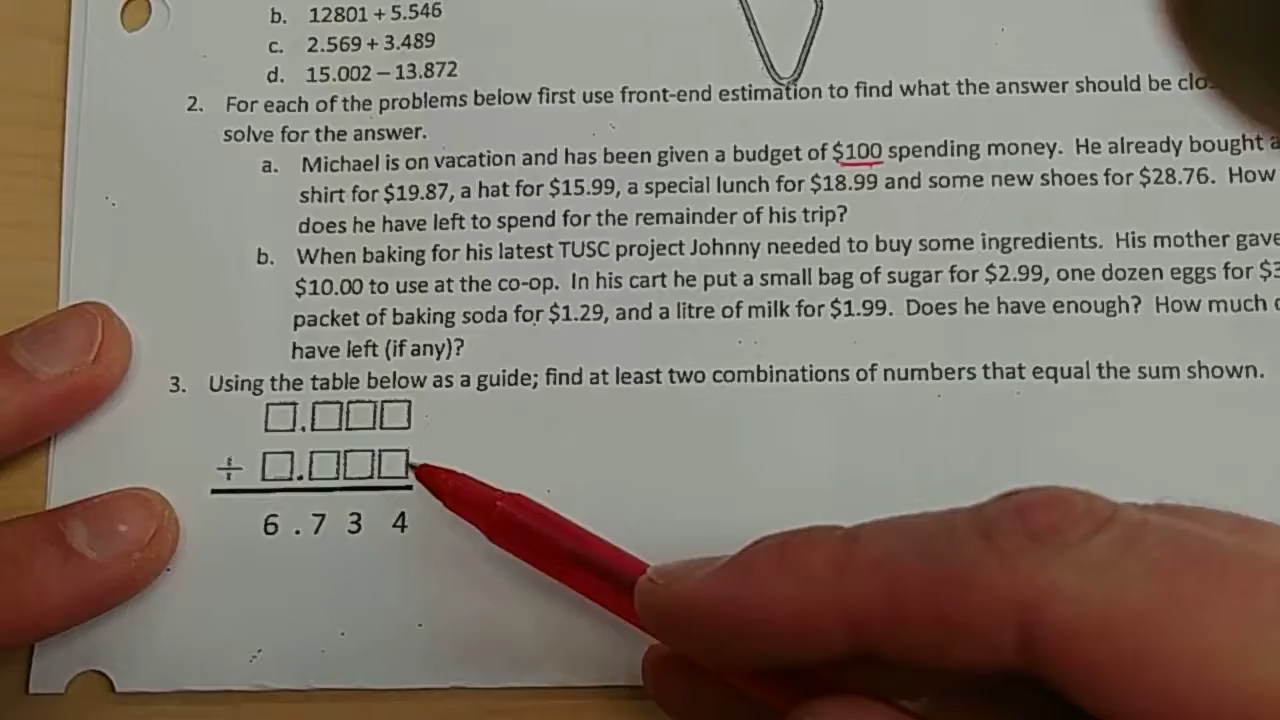 b. 12801 + 5.546
c. 2.569 + 3.489
d. 15.002 – 13.872
2. For each of the problems below first use front-end estimation to find what the answer should be
solve for the answer.
a. Michael is on vacation and has been given a budget of $100 spending money. He already bought a
shirt for $19.87, a hat for $15.99, a special lunch for $18.99 and some new shoes for $28.76. How
does he have left to spend for the remainder of his trip?
b. When baking for his latest TUSC project Johnny needed to buy some ingredients. His mother gave
$10.00 to use at the co-op. In his cart he put a small bag of sugar for $2.99, one dozen eggs for
packet of baking soda for $1.29, and a litre of milk for $1.99. Does he have enough? How much
have left (if any)?
3. Using the table below as a guide; find at least two combinations of numbers that equal the sum shown.
□.□□□
÷ □.□□□
6.734